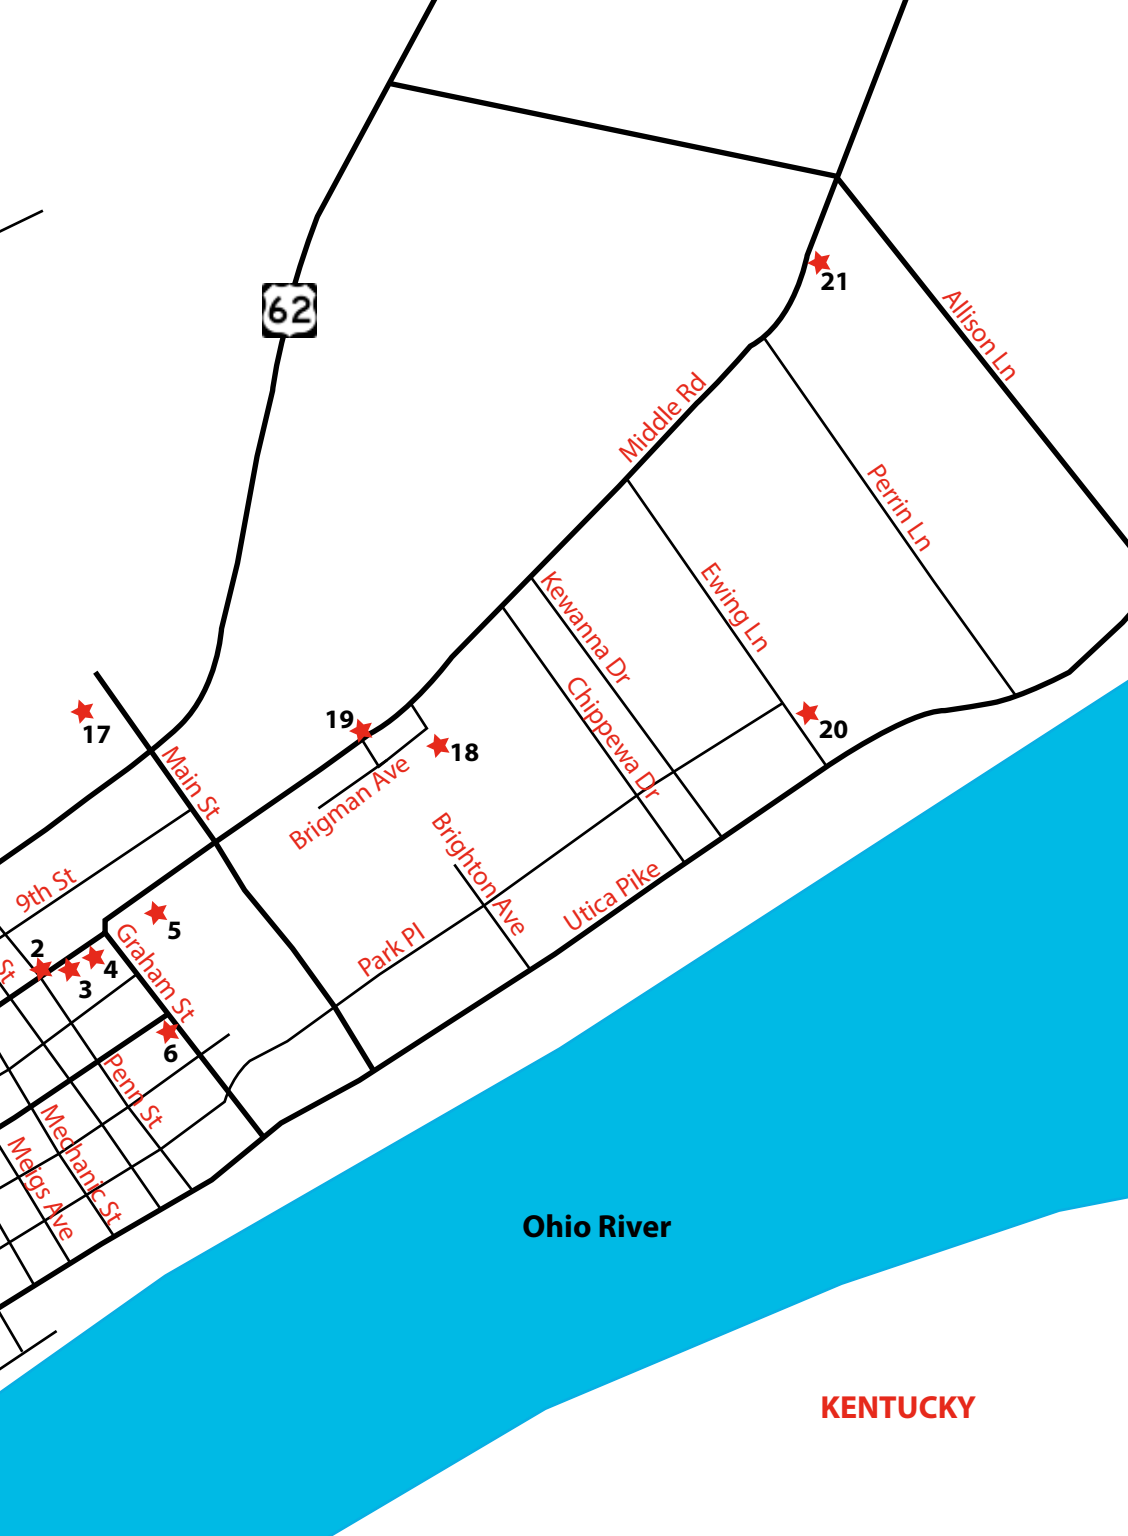 62
21
Allison Ln
Middle Rd
Perrin Ln
Ewing Ln
Kewanna Dr
Chippewa Dr
20
19
18
17
Main St
Brigman Ave
Brighton Ave
Utica Pike
Park Pl
9th St
5
2
3
4
St
Graham St
6
Penn St
Mechanic St
Meigs Ave
Ohio River
KENTUCKY